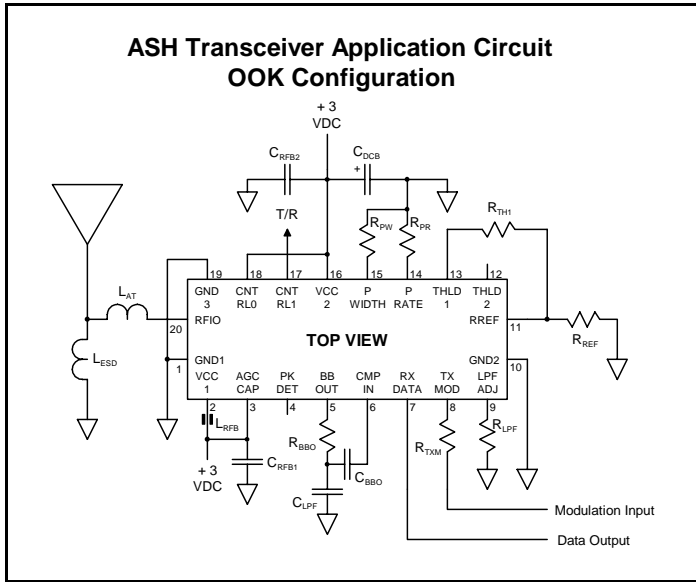 ASH Transceiver Application Circuit
OOK Configuration
+ 3
VDC
CRFB2
CDCB
+
T/R
RPW
RPR
RTH1
19
18
17
16
15
14
13
12
GND
3
CNT
RL0
CNT
RL1
VCC
2
P
WIDTH
P
RATE
THLD
1
THLD
2
LAT
20
RFIO
TOP VIEW
RREF
11
RREF
LESD
1
GND1
GND2
10
VCC
1
AGC
CAP
PK
DET
BB
OUT
CMP
IN
RX
DATA
TX
MOD
LPF
ADJ
2
3
4
5
6
7
8
9
LRFB
RBBO
RTXM
RLPF
+ 3
VDC
CRFB1
CBBO
CLPF
Modulation Input
Data Output